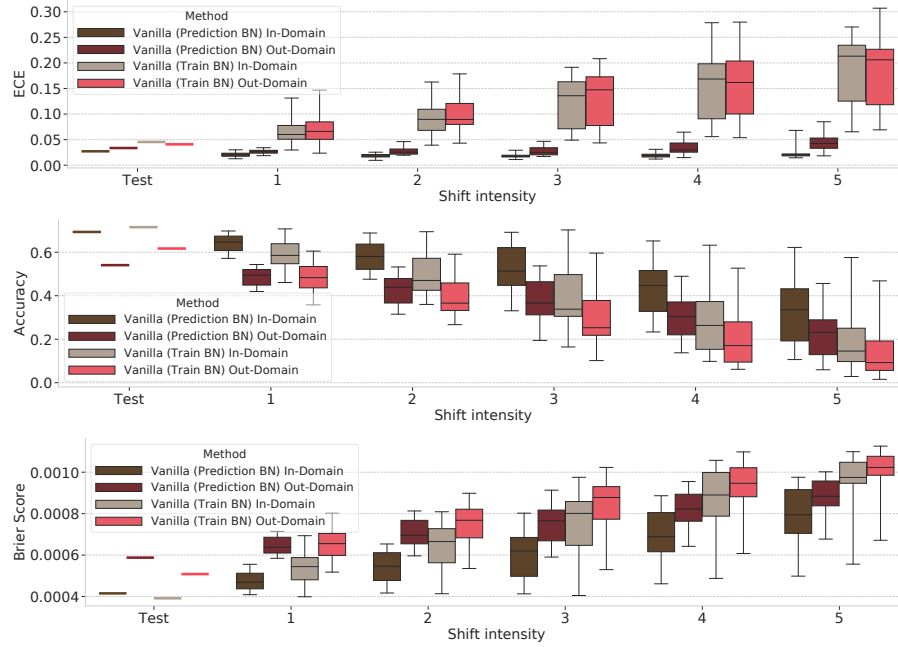 Method
Vanilla (Prediction BN) In-Domain
Vanilla (Prediction BN) Out-Domain
Vanilla (Train BN) In-Domain
Vanilla (Train BN) Out-Domain
ECE
0.30
0.25
0.20
0.15
0.10
0.05
0.00
Test 1 2 3 4 5
Shift intensity
Accuracy
0.6
0.4
0.2
0.0
Method
Vanilla (Prediction BN) In-Domain
Vanilla (Prediction BN) Out-Domain
Vanilla (Train BN) In-Domain
Vanilla (Train BN) Out-Domain
Test 1 2 3 4 5
Shift intensity
Method
Vanilla (Prediction BN) In-Domain
Vanilla (Prediction BN) Out-Domain
Vanilla (Train BN) In-Domain
Vanilla (Train BN) Out-Domain
Brier Score
0.0010
0.0008
0.0006
0.0004
Test 1 2 3 4 5
Shift intensity